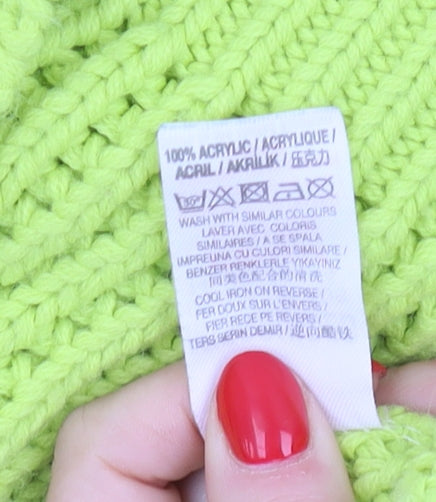 100% ACRYLIC / ACRYLIQUE /
ACRIL / AKRİLİK / 压克力
WASH WITH SIMILAR COLOURS
LAVER AVEC COLORIS
SIMILAIRES / A SE SPALA
IMPREUNA CU CULORI SIMILARE /
BENZER RENKLERLE YIKAYINIZ
同类色配合的清洗
COOL IRON ON REVERSE /
FER DOUX SUR L'ENVERS /
FIER RECE PE REVERS /
TERS SERIN DEMIR / 逆向酷铁